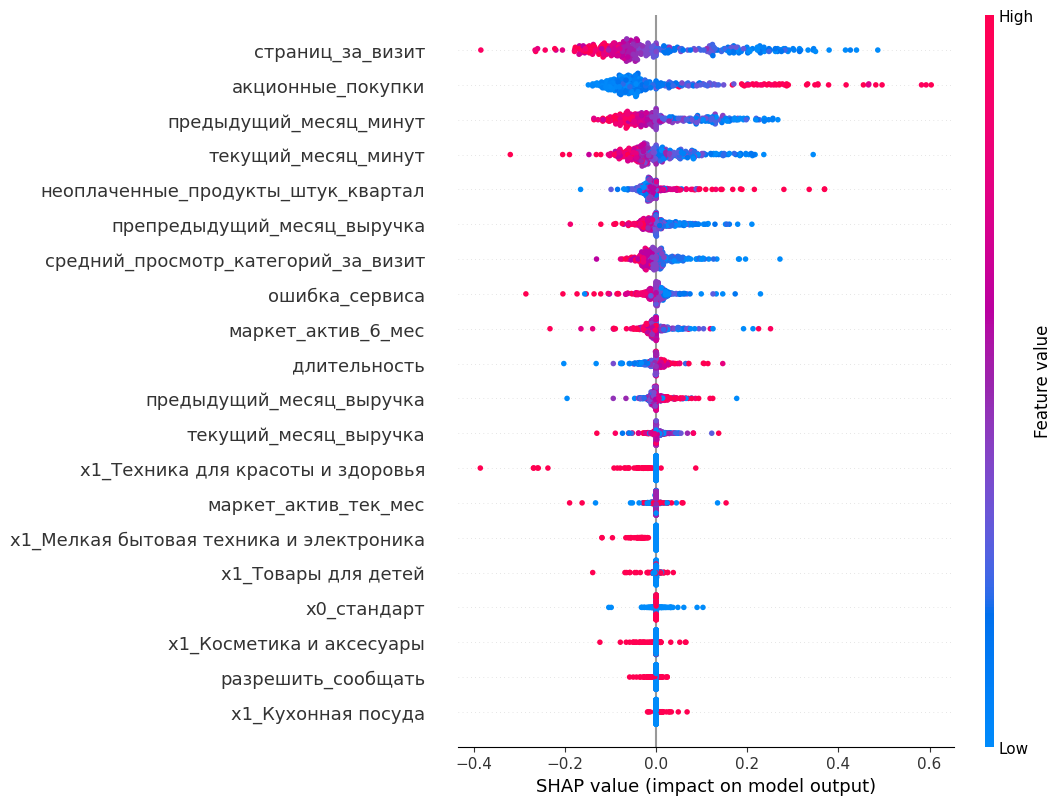 High
страниц_за_визит
акционные_покупки
предыдущий_месяц_минут
текущий_месяц_минут
неоплаченные_продукты_штук_квартал
препредыдущий_месяц_выручка
средний_просмотр_категорий_за_визит
ошибка_сервиса
маркет_актив_6_мес
длительность
предыдущий_месяц_выручка
текущий_месяц_выручка
x1_Техника для красоты и здоровья
маркет_актив_тек_мес
x1_Мелкая бытовая техника и электроника
x1_Товары для детей
x0_стандарт
x1_Косметика и аксесуары
разрешить_сообщать
x1_Кухонная посуда
Feature value
Low
−0.4 −0.2 0.0 0.2 0.4 0.6
SHAP value (impact on model output)